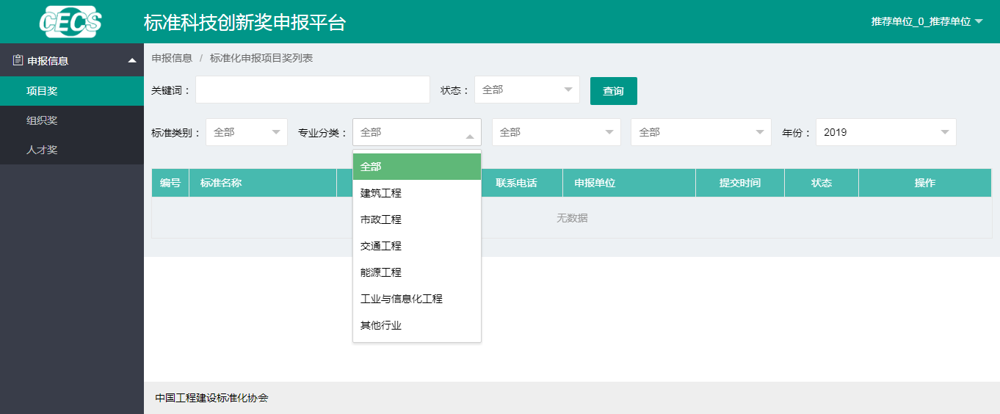 CECS 标准科技创新奖申报平台 推荐单位_0_推荐单位
申报信息
项目奖
组织奖
人才奖
申报信息 / 标准化申报项目奖列表
关键词： 状态： 全部 查询
标准类别： 全部 专业分类： 全部 全部 全部 年份： 2019
编号 标准名称 联系电话 申报单位 提交时间 状态 操作
无数据
全部
建筑工程
市政工程
交通工程
能源工程
工业与信息化工程
其他行业
中国工程建设标准化协会